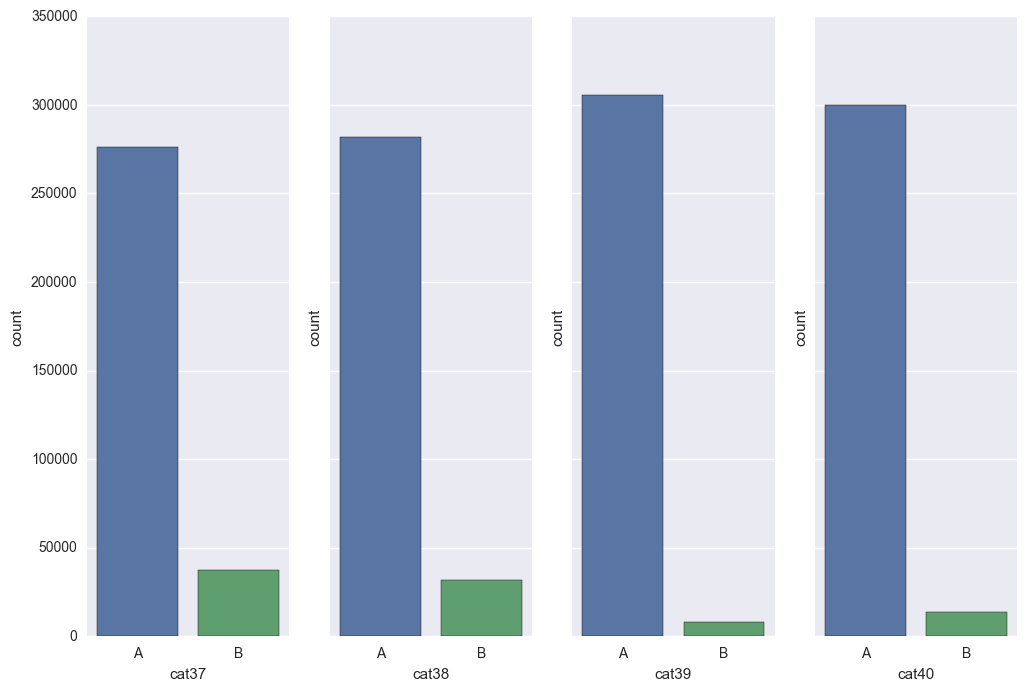 350000
300000
250000
200000
150000
100000
50000
0
count
count
count
count
A B
A B
A B
A B
cat37
cat38
cat39
cat40